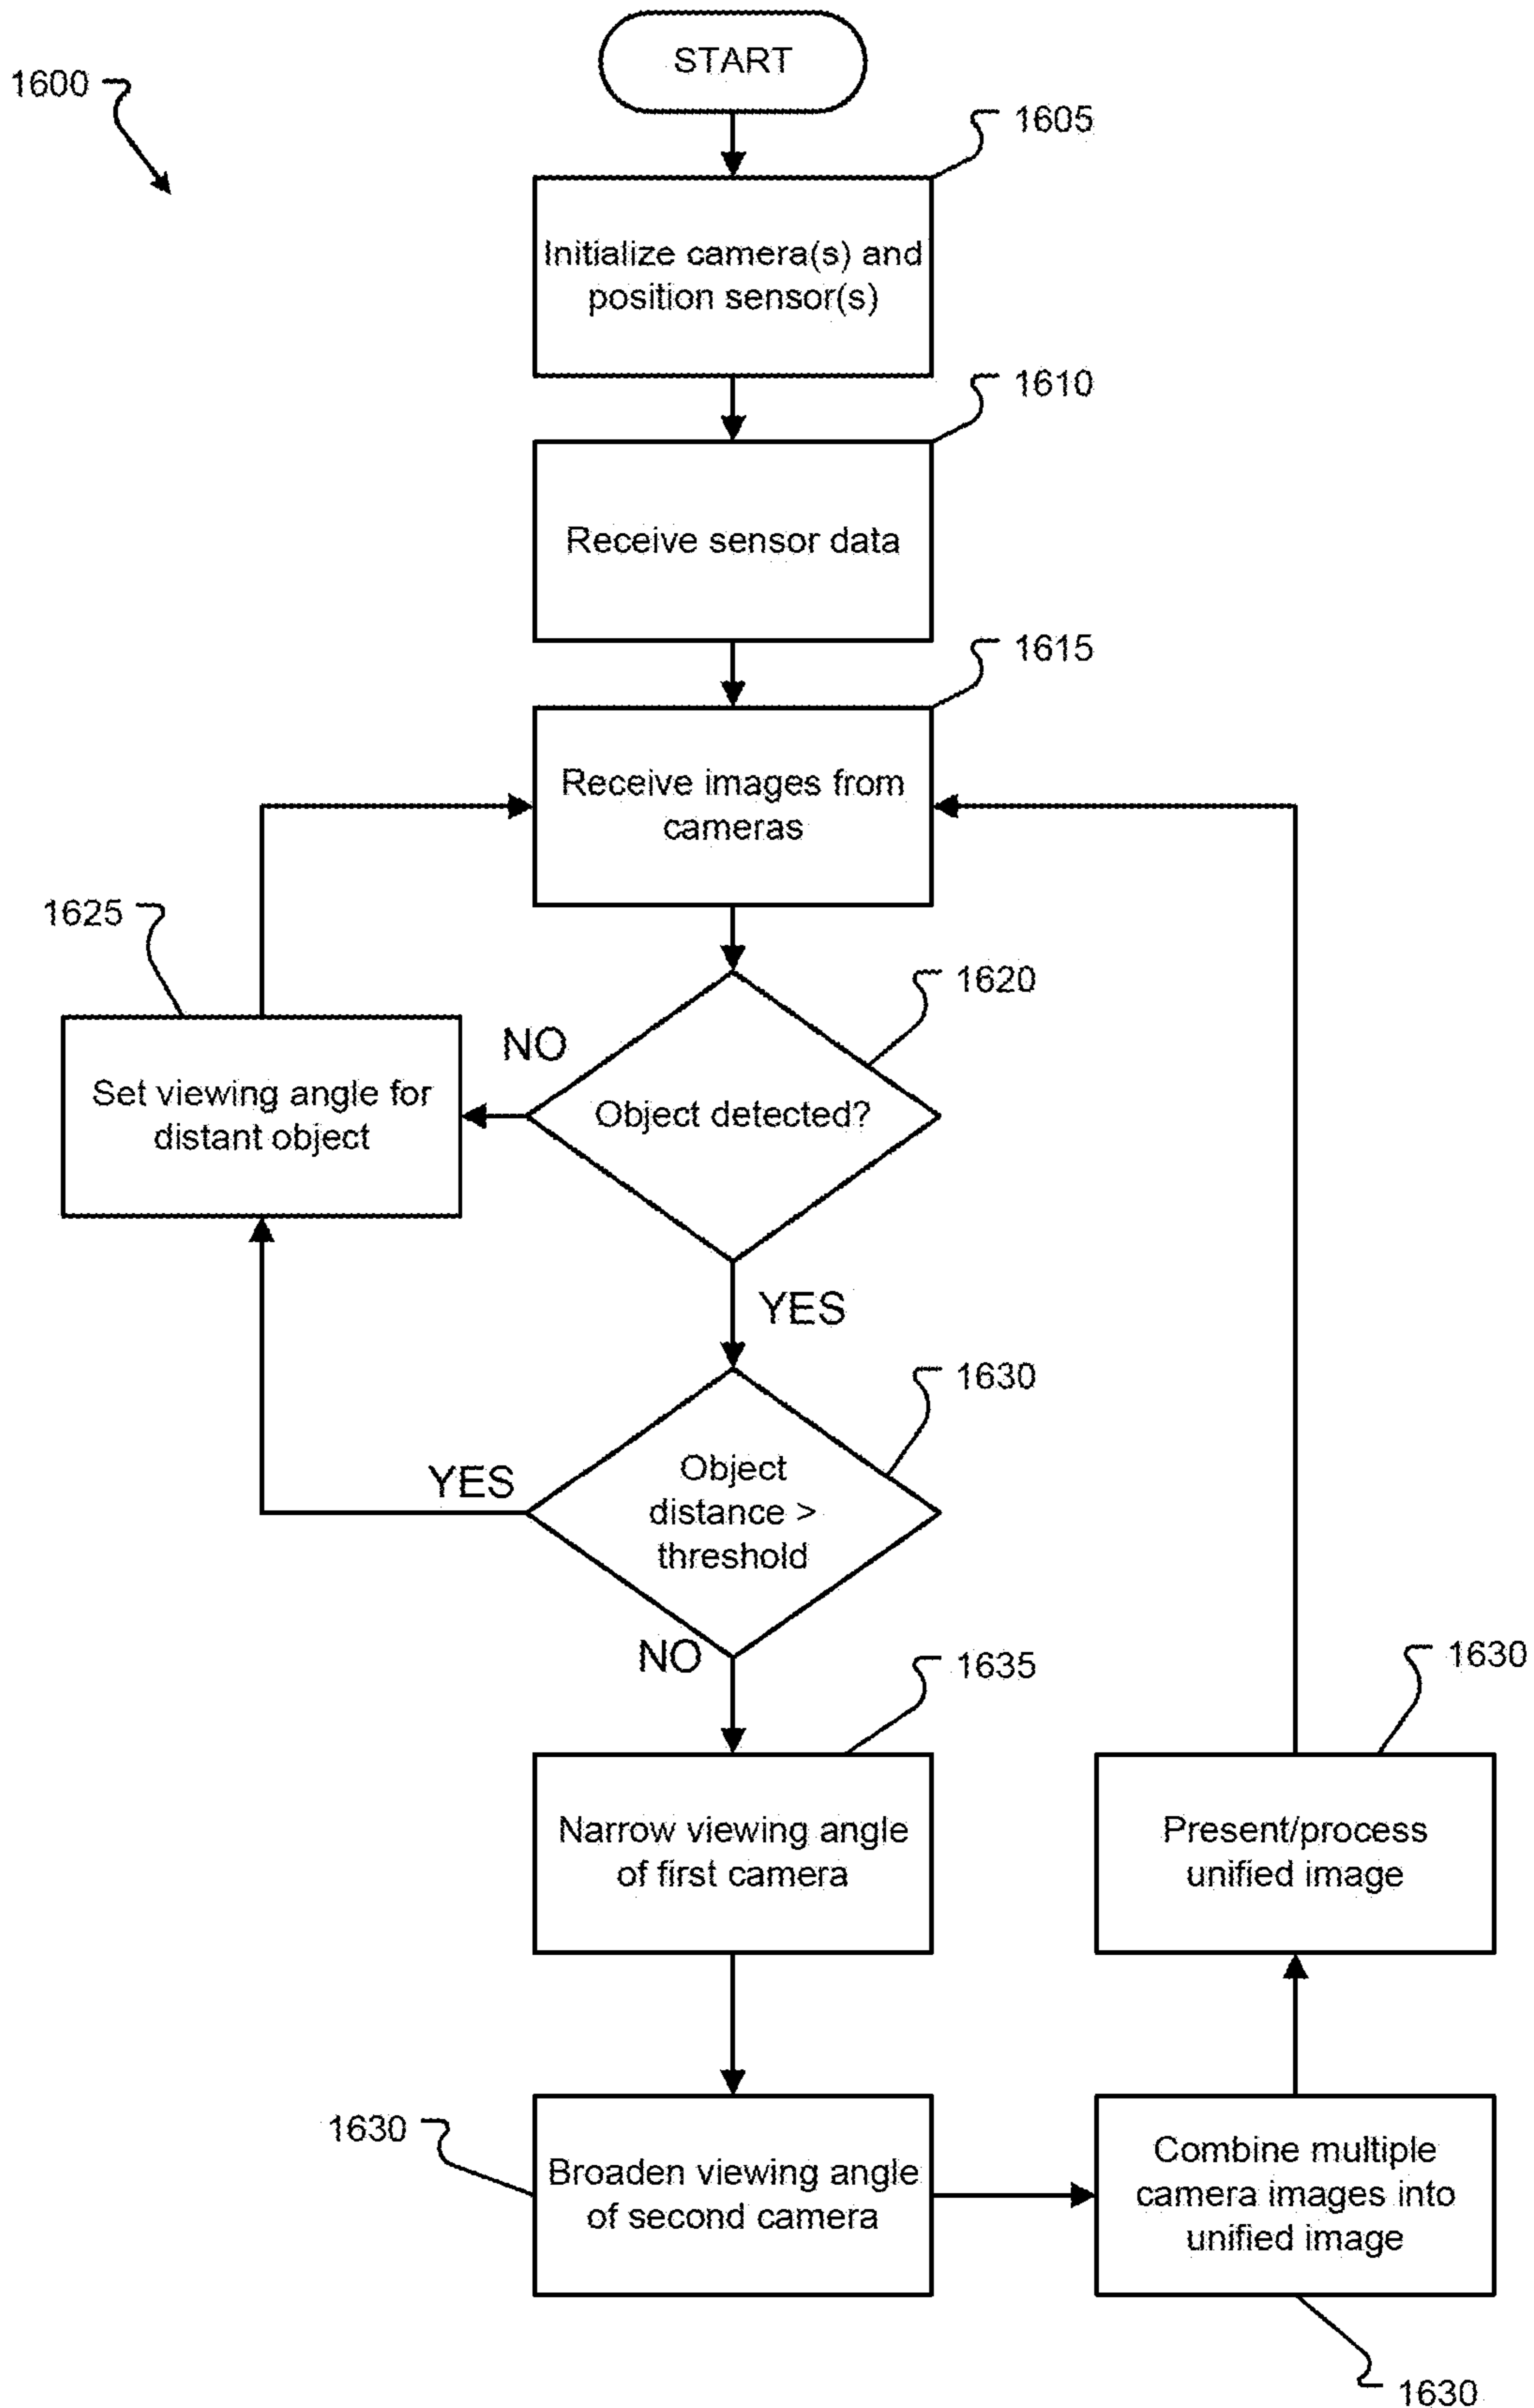 START
1600
1605
Initialize camera(s) and
position sensor(s)
1610
Receive sensor data
1615
Receive images from
cameras
1625
1620
NO
Set viewing angle for
distant object
Object detected?
YES
1630
YES
Object
distance >
threshold
NO
1635
1630
Narrow viewing angle
of first camera
Present/process
unified image
1630
Broaden viewing angle
of second camera
Combine multiple
camera images into
unified image
1630